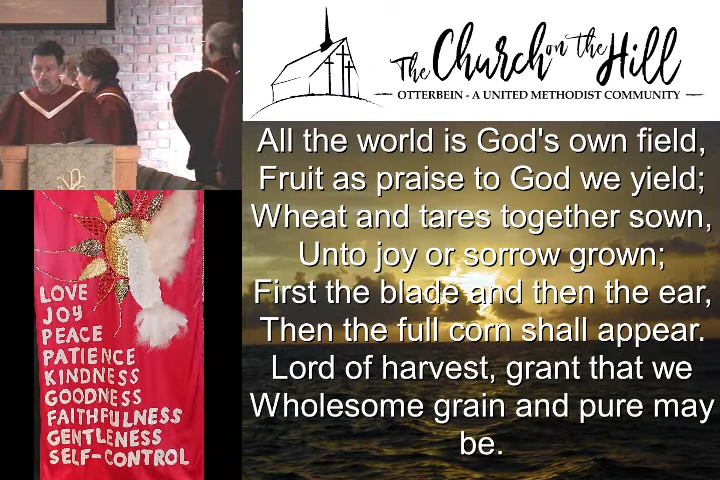 The Church on the Hill
OTTERBEIN - A UNITED METHODIST COMMUNITY
All the world is God's own field,
Fruit as praise to God we yield;
Wheat and tares together sown,
Unto joy or sorrow grown;
First the blade and then the ear,
Then the full corn shall appear.
Lord of harvest, grant that we
Wholesome grain and pure may
be.
LOVE
JOY
PEACE
PATIENCE
KINDNESS
GOODNESS
FAITHFULNESS
GENTLENESS
SELF-CONTROL